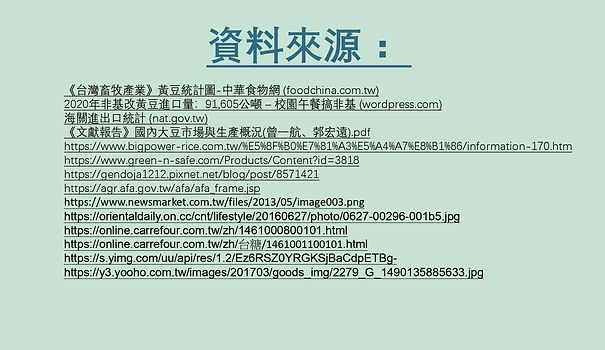 資料來源：
《台灣畜牧產業》黃豆統計圖-中華食物網 (foodchina.com.tw)
2020年非基改黃豆進口量：91,605公噸 – 校園午餐搞非基 (wordpress.com)
海關進出口統計 (nat.gov.tw)
《文獻報告》國內大豆市場與生產概況(曾一航、郭宏遠).pdf
https://www.bigpower-rice.com.tw/%E5%8F%B0%E7%81%A3%E5%A4%A7%E8%B1%86/information-170.htm
https://www.green-n-safe.com/Products/Content?id=3818
https://gendoja1212.pixnet.net/blog/post/8571421
https://agr.afa.gov.tw/afa/afa_frame.jsp
https://www.newsmarket.com.tw/files/2013/05/image003.png
https://orientaldaily.on.cc/cnt/lifestyle/20160627/photo/0627-00296-001b5.jpg
https://online.carrefour.com.tw/zh/1461000800101.html
https://online.carrefour.com.tw/zh/台糖/1461001100101.html
https://s.yimg.com/uu/api/res/1.2/Ez6RSZ0YRGKSjBaCdpETBg-
https://y3.yooho.com.tw/images/201703/goods_img/2279_G_1490135885633.jpg